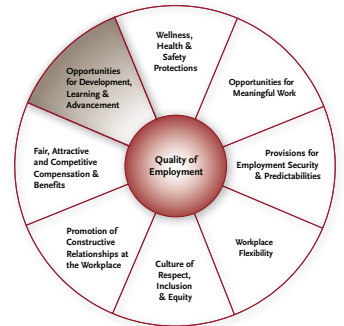 Wellness,
Health &
Safety
Protections
Opportunities for
Meaningful Work
Provisions for
Employment Security
& Predictabilities
Workplace
Flexibility
Culture of
Respect,
Inclusion
& Equity
Promotion of
Constructive
Relationships at
the Workplace
Fair, Attractive
and Competitive
Compensation &
Benefits
Opportunities
for Development,
Learning &
Advancement
Quality of
Employment